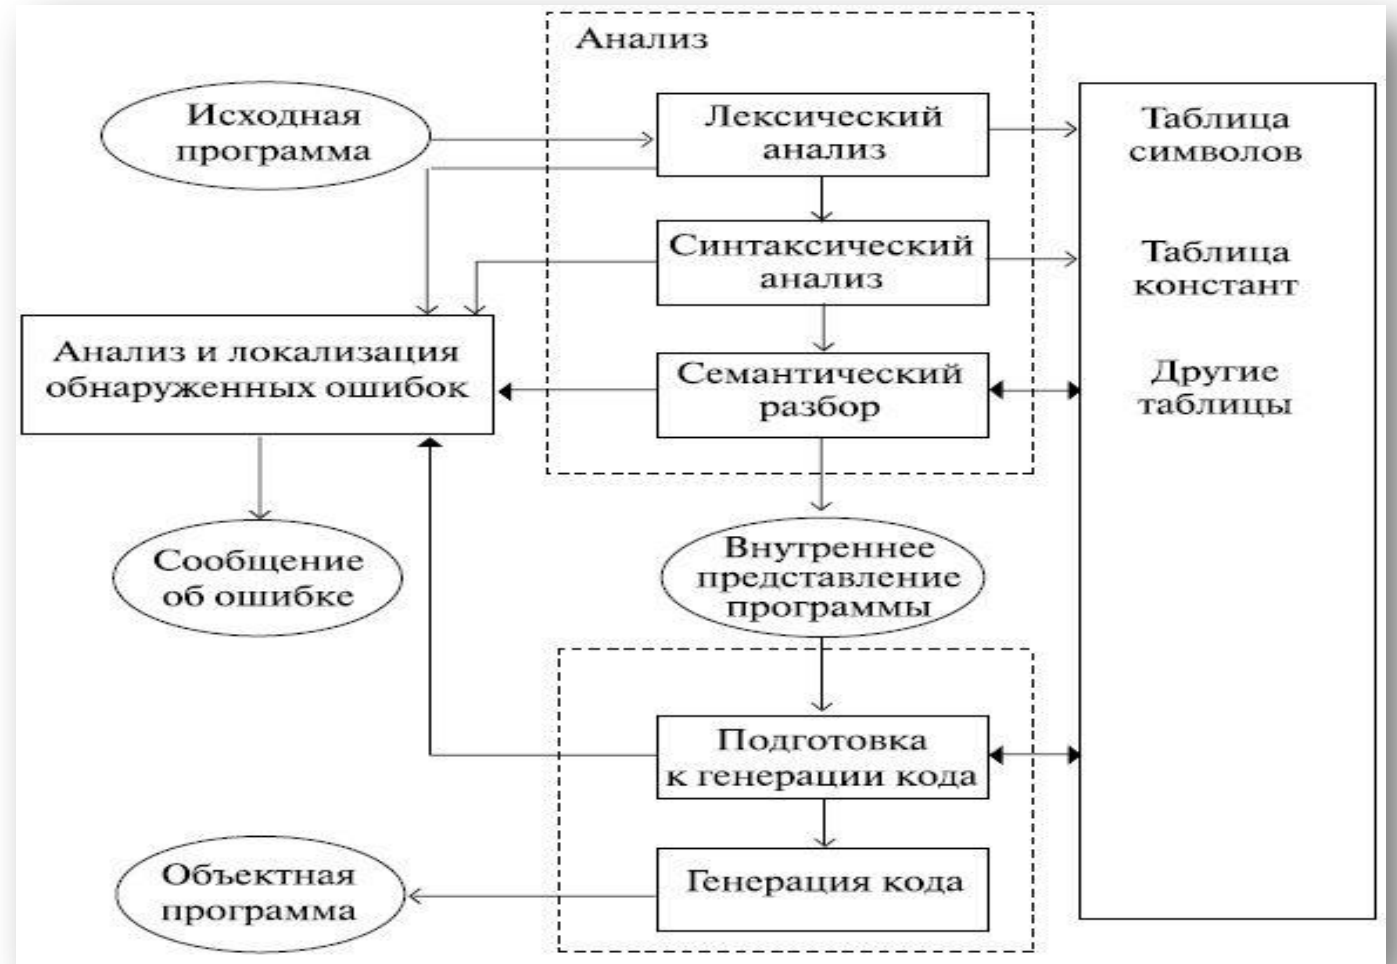 Анализ
Исходная
программа
Лексический
анализ
Таблица
символов
Синтаксический
анализ
Таблица
констант
Анализ и локализация
обнаруженных ошибок
Семантический
разбор
Другие
таблицы
Сообщение
об ошибке
Внутреннее
представление
программы
Подготовка
к генерации кода
Объектная
программа
Генерация кода